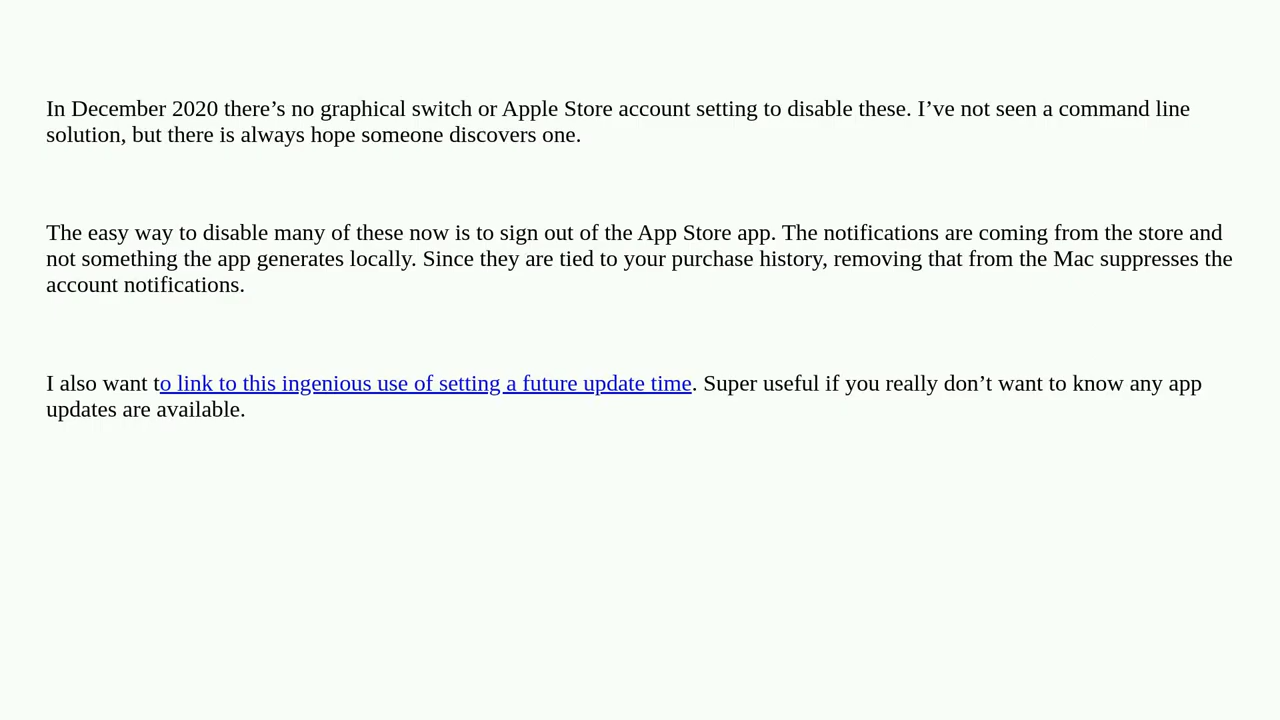 In December 2020 there’s no graphical switch or Apple Store account setting to disable these. I’ve not seen a command line
solution, but there is always hope someone discovers one.
The easy way to disable many of these now is to sign out of the App Store app. The notifications are coming from the store and
not something the app generates locally. Since they are tied to your purchase history, removing that from the Mac suppresses the
account notifications.
I also want to link to this ingenious use of setting a future update time. Super useful if you really don’t want to know any app
updates are available.